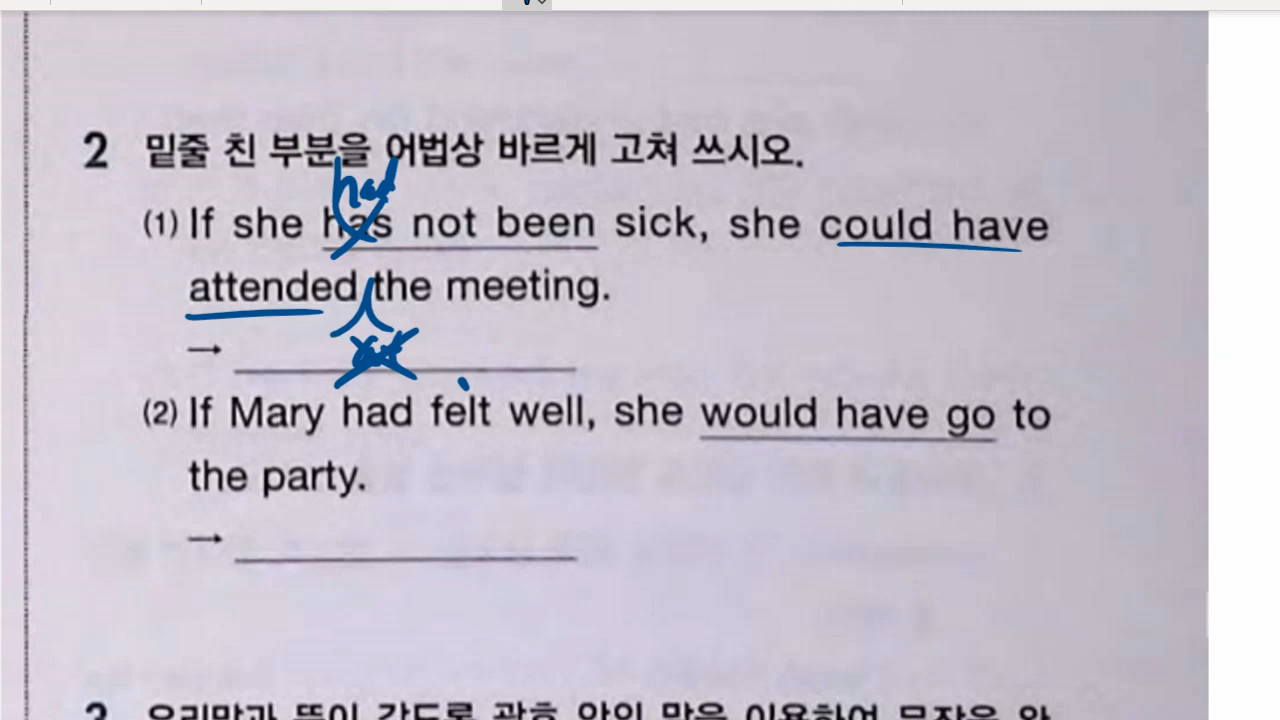 2 밑줄 친 부분을 어법상 바르게 고쳐 쓰시오.
had
(1) If she has not been sick, she could have
attended the meeting.
→
(2) If Mary had felt well, she would have go to
the party.
→